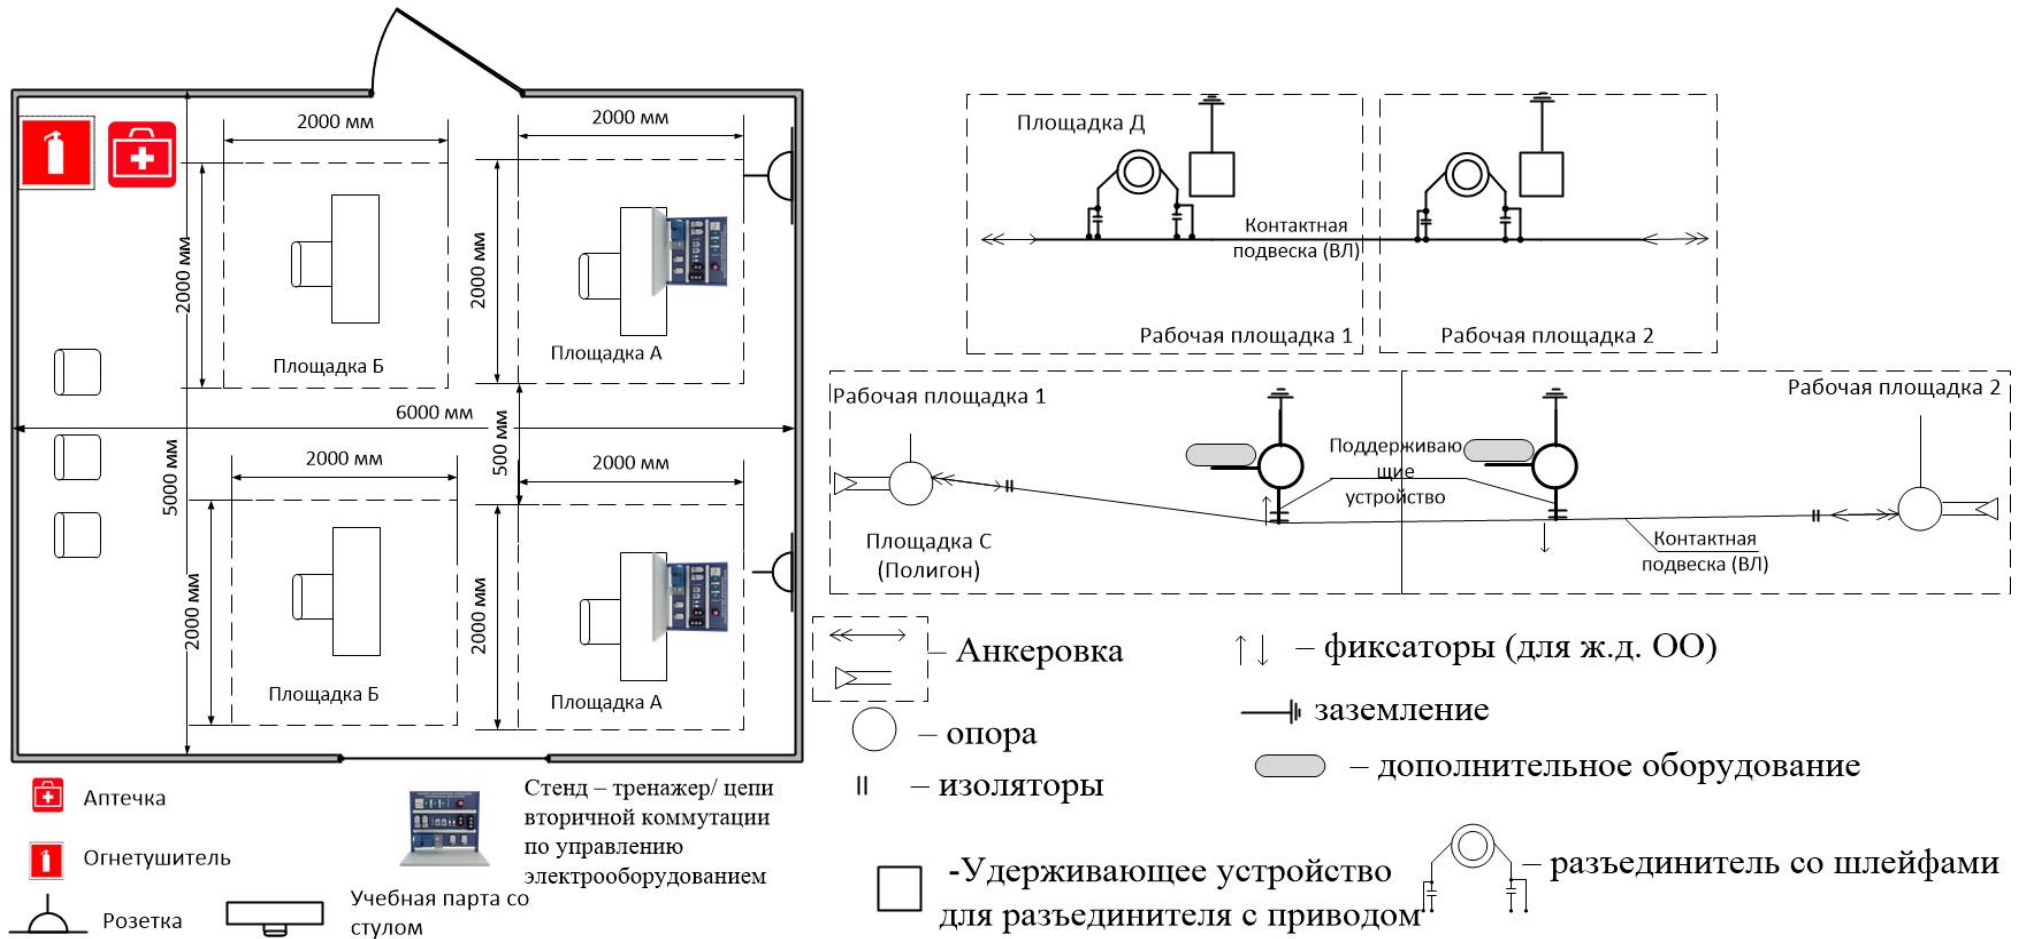 2000 мм
2000 мм
2000 мм
2000 мм
Площадка Б
Площадка А
6000 мм
500 мм
5000 мм
2000 мм
2000 мм
2000 мм
2000 мм
Площадка Б
Площадка А
Аптечка
Огнетушитель
Розетка
Учебная парта со
стулом
Стенд – тренажер/ цепи
вторичной коммутации
по управлению
электрооборудованием
Площадка Д
Контактная
подвеска (ВЛ)
Рабочая площадка 1
Рабочая площадка 2
Рабочая площадка 1
Рабочая площадка 2
Поддерживаю
щие
устройство
Площадка С
(Полигон)
Контактная
подвеска (ВЛ)
– Анкеровка
– фиксаторы (для ж.д. ОО)
– опора
заземление
– изоляторы
– дополнительное оборудование
-Удерживающее устройство
для разъединителя с приводом
– разъединитель со шлейфами